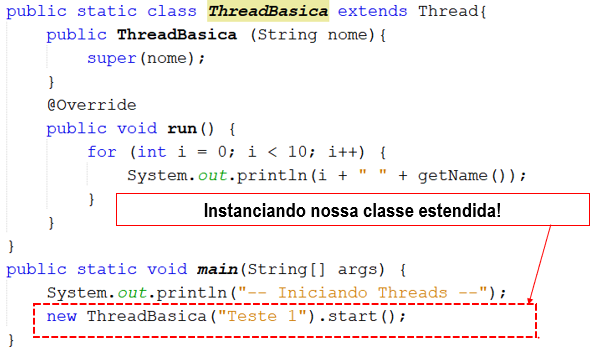 public static class ThreadBasica extends Thread{
    public ThreadBasica (String nome){
        super(nome);
    }
    @Override
    public void run() {
        for (int i = 0; i < 10; i++) {
            System.out.println(i + " " + getName());
        }
Instanciando nossa classe estendida!
    }
}
public static void main(String[] args) {
    System.out.println("-- Iniciando Threads --");
    new ThreadBasica("Teste 1").start();
}